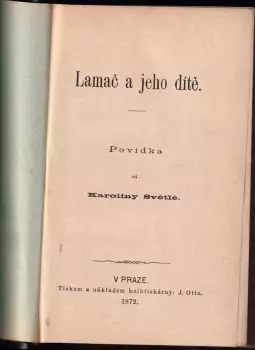 Lamač a jeho dítě.
Povídka
od
Karoliny Světlé.
V PRAZE.
Tiskem a nákladem knihtiskárny: J. Otto.
1872.